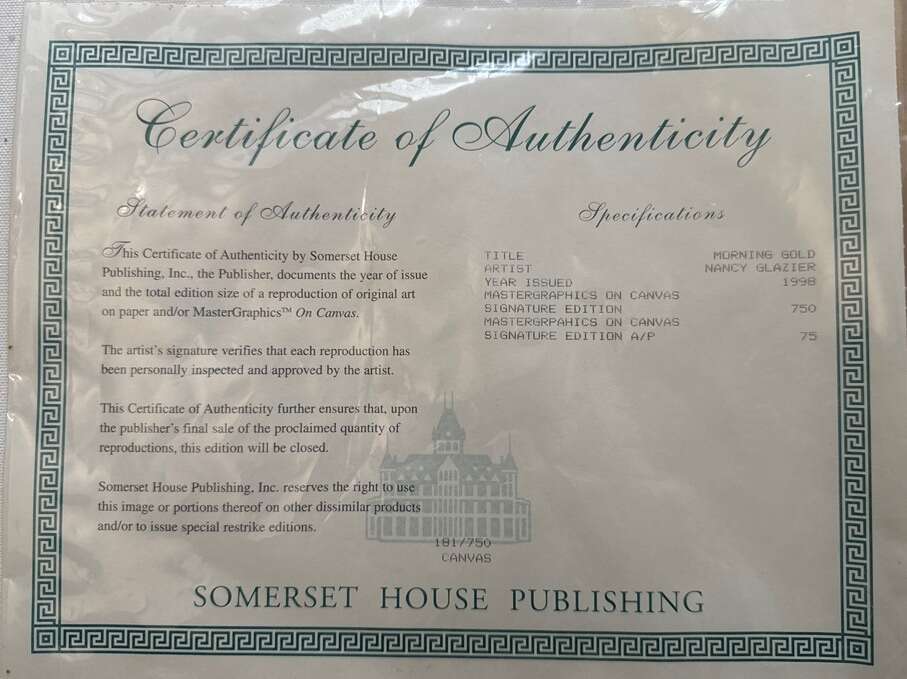 Certificate of Authenticity
Statement of Authenticity
This Certificate of Authenticity by Somerset House
Publishing, Inc., the Publisher, documents the year of issue
and the total edition size of a reproduction of original art
on paper and/or MasterGraphics™ On Canvas.
The artist's signature verifies that each reproduction has
been personally inspected and approved by the artist.
This Certificate of Authenticity further ensures that, upon
the publisher's final sale of the proclaimed quantity of
reproductions, this edition will be closed.
Somerset House Publishing, Inc. reserves the right to use
this image or portions thereof on other dissimilar products
and/or to issue special restrike editions.
Specifications
TITLE MORNING GOLD
ARTIST NANCY GLAZIER
YEAR ISSUED 1998
MASTERGRAPHICS ON CANVAS
SIGNATURE EDITION 750
MASTERGRPAHICS ON CANVAS
SIGNATURE EDITION A/P 75
181/750
CANVAS
SOMERSET HOUSE PUBLISHING